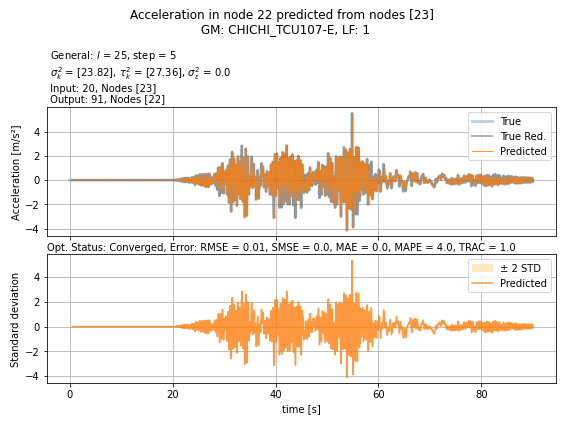 Acceleration in node 22 predicted from nodes [23]
GM: CHICHI_TCU107-E, LF: 1
General: l = 25, step = 5
σ²ₖ = [23.82], τ²ₖ = [27.36], σ²ε = 0.0
Input: 20, Nodes [23]
Output: 91, Nodes [22]
Acceleration [m/s²]
4
2
0
−2
−4
True
True Red.
Predicted
Opt. Status: Converged, Error: RMSE = 0.01, SMSE = 0.0, MAE = 0.0, MAPE = 4.0, TRAC = 1.0
Standard deviation
4
2
0
−2
−4
± 2 STD
Predicted
0 20 40 60 80
time [s]